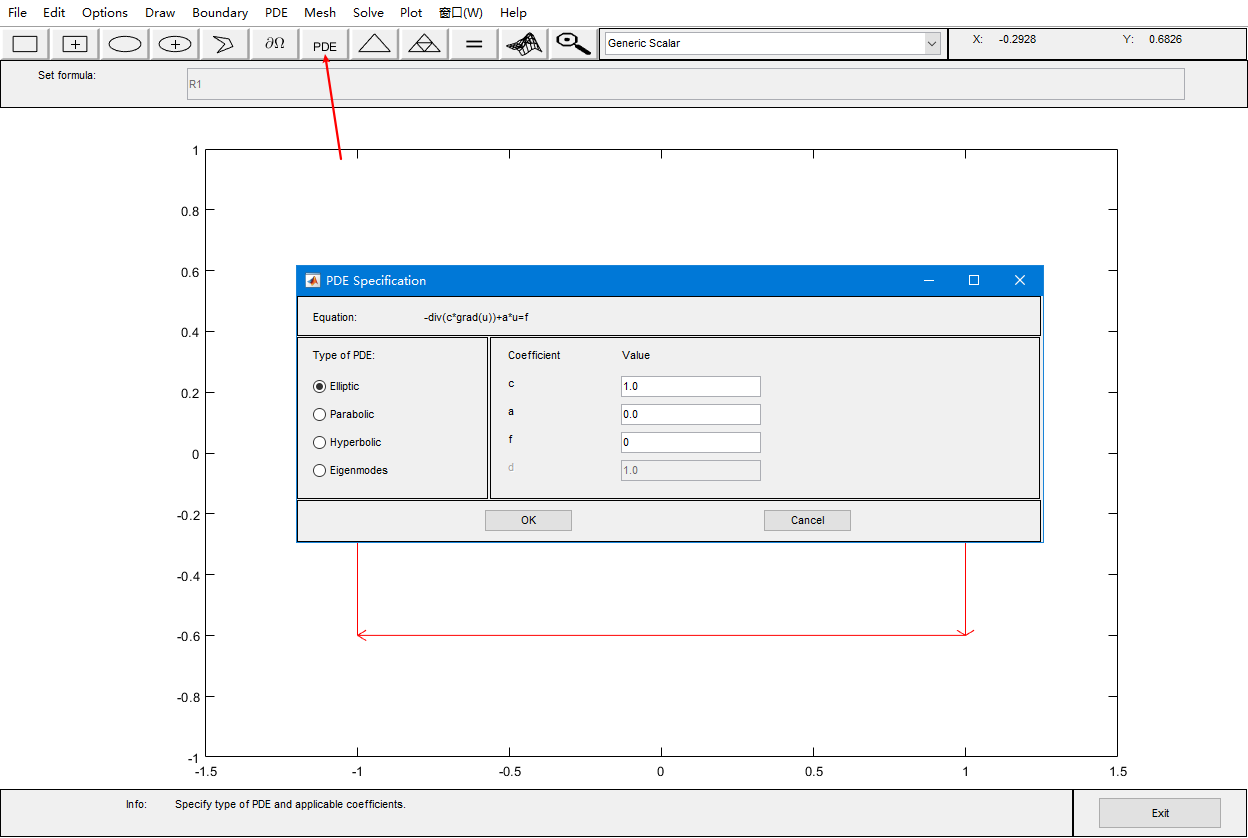 File Edit Options Draw Boundary PDE Mesh Solve Plot 窗口(W) Help
∂Ω PDE Generic Scalar X: -0.2928 Y: 0.6826
Set formula: R1
1
0.8
0.6
0.4
0.2
0
-0.2
-0.4
-0.6
-0.8
-1
-1.5 -1 -0.5 0 0.5 1 1.5
PDE Specification
Equation: -div(c*grad(u))+a*u=f
Type of PDE: Coefficient Value
Elliptic c 1.0
Parabolic a 0.0
Hyperbolic f 0
Eigenmodes d 1.0
OK Cancel
Info: Specify type of PDE and applicable coefficients.
Exit